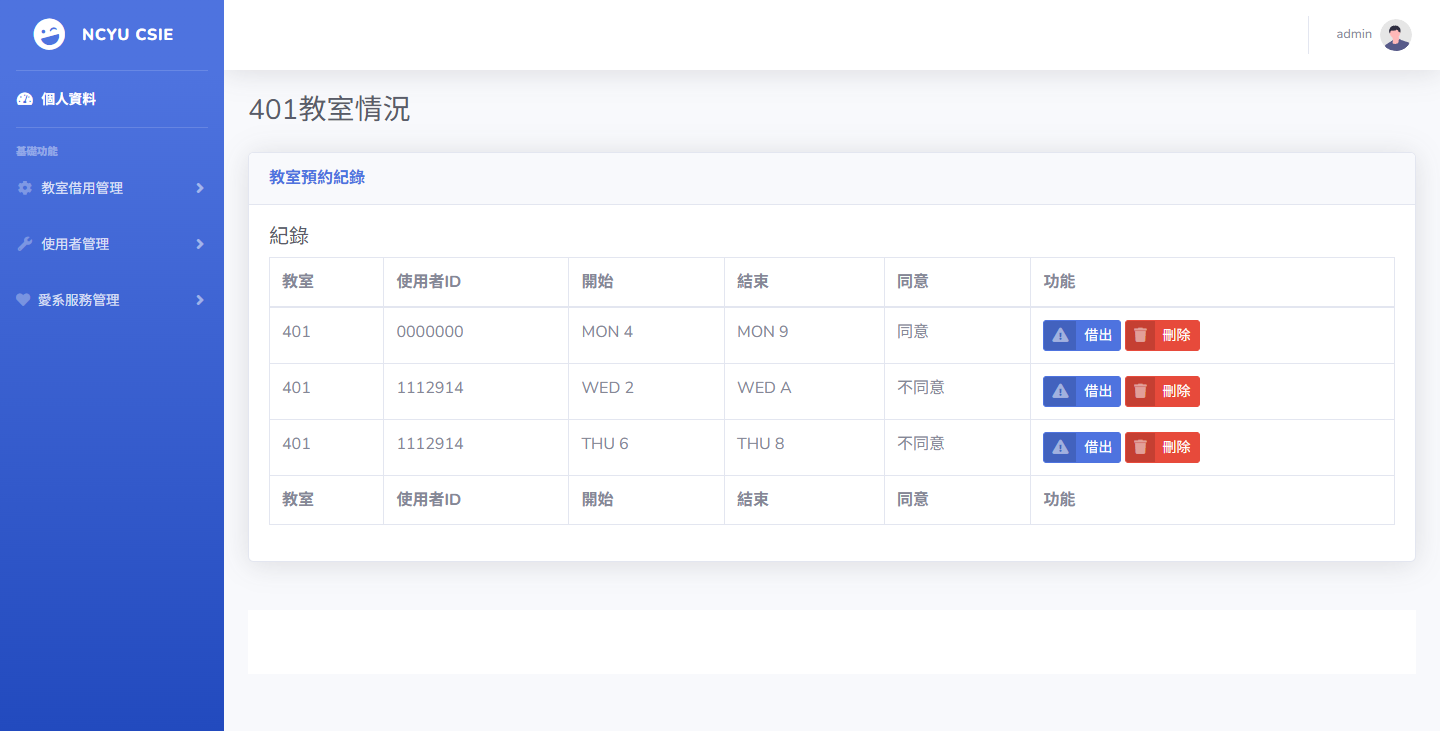 NCYU CSIE
admin
個人資料
基礎功能
教室借用管理
使用者管理
愛系服務管理
401教室情況
教室預約紀錄
紀錄
教室 使用者ID 開始 結束 同意 功能
401 0000000 MON 4 MON 9 同意 借出 刪除
401 1112914 WED 2 WED A 不同意 借出 刪除
401 1112914 THU 6 THU 8 不同意 借出 刪除
教室 使用者ID 開始 結束 同意 功能